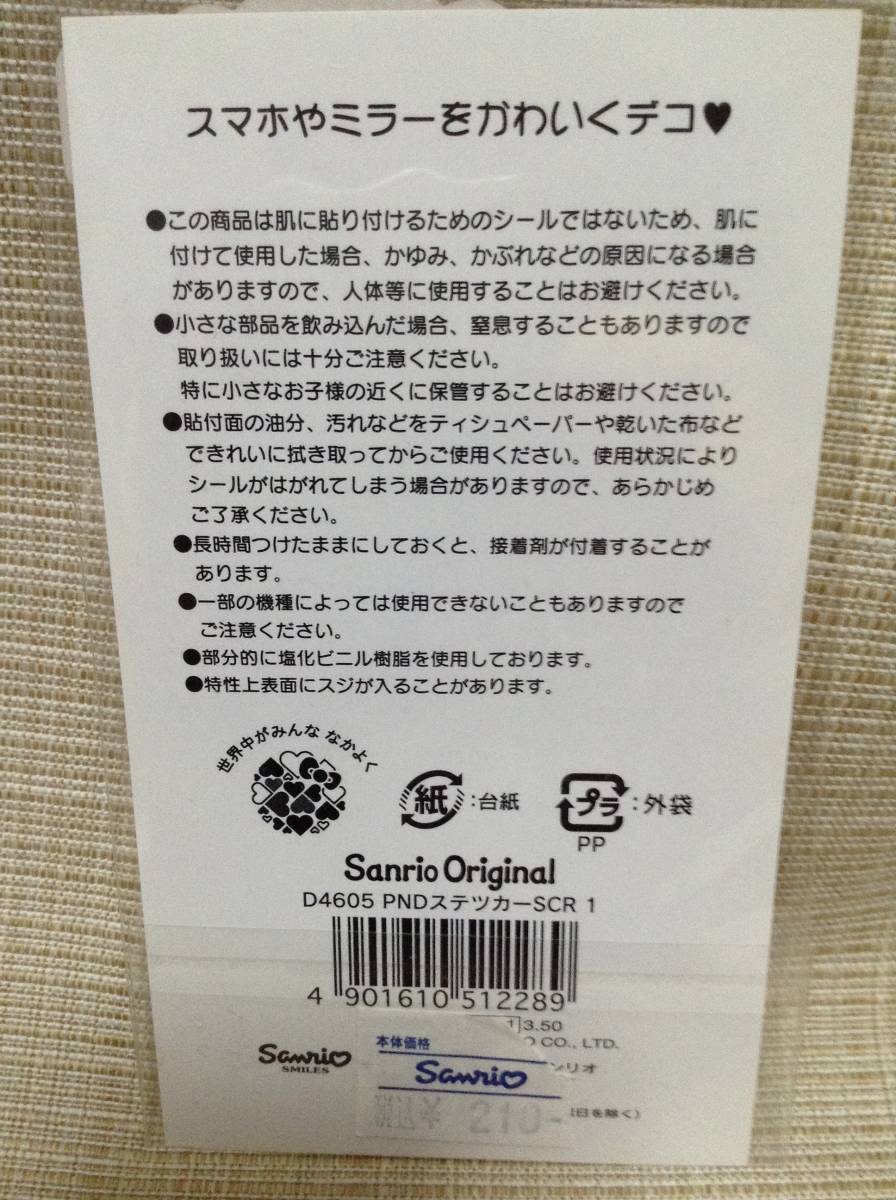 スマホやミラーをかわいくデコ♥
●この商品は肌に貼り付けるためのシールではないため、肌に
付けて使用した場合、かゆみ、かぶれなどの原因になる場合
がありますので、人体等に使用することはお避けください。
●小さな部品を飲み込んだ場合、窒息することもありますので
取り扱いには十分ご注意ください。
特に小さなお子様の近くに保管することはお避けください。
●貼付面の油分、汚れなどをティシュペーパーや乾いた布など
できれいに拭き取ってからご使用ください。使用状況により
シールがはがれてしまう場合がありますので、あらかじめ
ご了承ください。
●長時間つけたままにしておくと、接着剤が付着することが
あります。
●一部の機種によっては使用できないこともありますので
ご注意ください。
●部分的に塩化ビニル樹脂を使用しております。
●特性上表面にスジが入ることがあります。
世界中がみんな なかよく
紙:台紙
プラ:外袋
PP
Sanrio Original
D4605 PNDステツカーSCR 1
4 901610 512289
3.50
CO., LTD.
ンリオ
日を除く)
Sanrio
SMILES
本体価格
Sanrio
税込¥ 210-